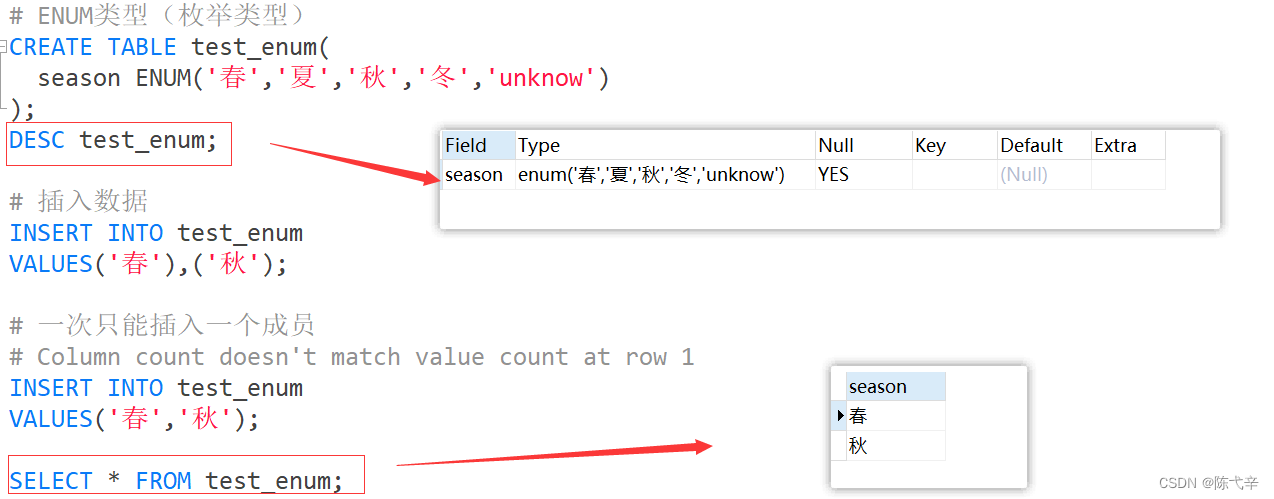 # ENUM类型（枚举类型）
CREATE TABLE test_enum(
season ENUM('春','夏','秋','冬','unknow')
);
DESC test_enum;
Field Type Null Key Default Extra
season enum('春','夏','秋','冬','unknow') YES (Null)
# 插入数据
INSERT INTO test_enum
VALUES('春'),('秋');
# 一次只能插入一个成员
# Column count doesn't match value count at row 1
INSERT INTO test_enum
VALUES('春','秋');
SELECT * FROM test_enum;
season
春
秋
CSDN @陈弋辛